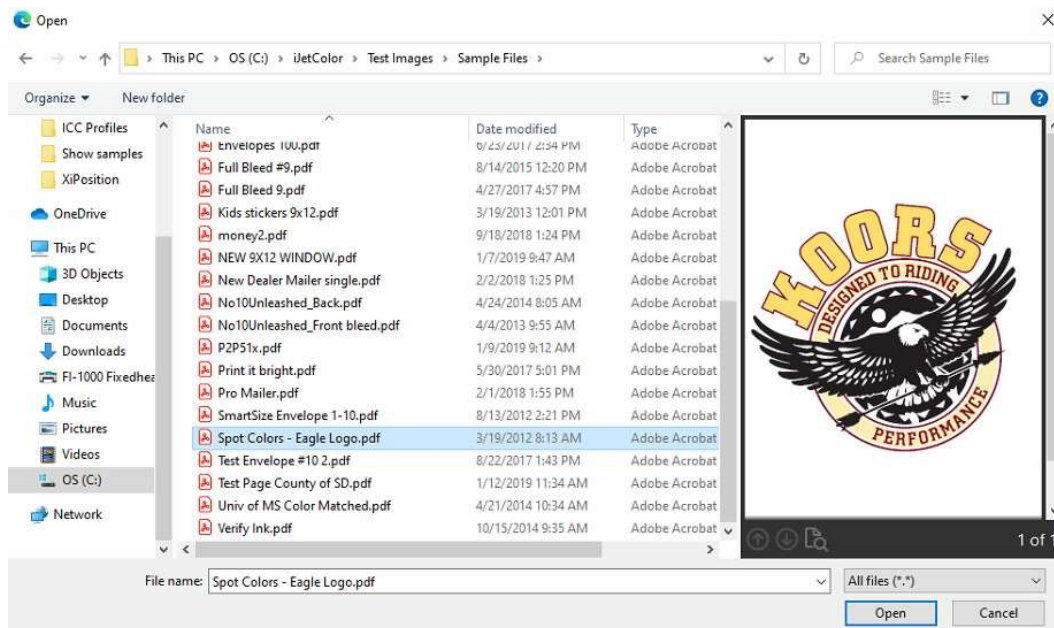 Open
This PC > OS (C:) > iJetColor > Test Images > Sample Files >
Search Sample Files
Organize
New folder
ICC Profiles
Show samples
XiPosition
OneDrive
This PC
3D Objects
Desktop
Documents
Downloads
FI-1000 Fixedhea
Music
Pictures
Videos
OS (C:)
Network
Name Date modified Type
Envelopes 100.pdf 6/23/2017 2:34 PM Adobe Acrobat
Full Bleed #9.pdf 8/14/2015 12:20 PM Adobe Acrobat
Full Bleed 9.pdf 4/27/2017 4:57 PM Adobe Acrobat
Kids stickers 9x12.pdf 3/19/2013 12:01 PM Adobe Acrobat
money2.pdf 9/18/2018 1:24 PM Adobe Acrobat
NEW 9X12 WINDOW.pdf 1/7/2019 9:47 AM Adobe Acrobat
New Dealer Mailer single.pdf 2/2/2018 1:25 PM Adobe Acrobat
No10Unleashed_Back.pdf 4/24/2014 8:05 AM Adobe Acrobat
No10Unleashed_Front bleed.pdf 4/4/2013 9:55 AM Adobe Acrobat
P2P51x.pdf 1/9/2019 9:12 AM Adobe Acrobat
Print it bright.pdf 5/30/2017 5:01 PM Adobe Acrobat
Pro Mailer.pdf 2/1/2018 1:55 PM Adobe Acrobat
SmartSize Envelope 1-10.pdf 8/13/2012 2:21 PM Adobe Acrobat
Spot Colors - Eagle Logo.pdf 3/19/2012 8:13 AM Adobe Acrobat
Test Envelope #10 2.pdf 8/22/2017 1:43 PM Adobe Acrobat
Test Page County of SD.pdf 1/12/2019 11:34 AM Adobe Acrobat
Univ of MS Color Matched.pdf 4/21/2014 10:34 AM Adobe Acrobat
Verify Ink.pdf 10/15/2014 9:35 AM Adobe Acrobat
KOORS
DESIGNED TO RIDING
PERFORMANCE
1 of 1
File name: Spot Colors - Eagle Logo.pdf
All files (*.*)
Open
Cancel